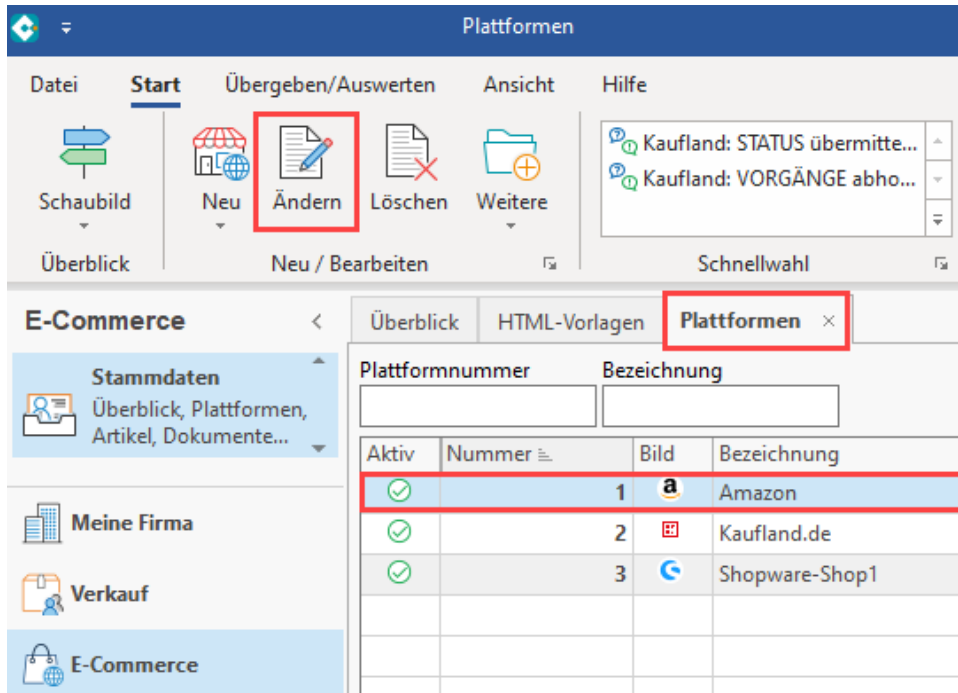 Plattformen
Datei Start Übergeben/Auswerten Ansicht Hilfe
Schaubild Neu Ändern Löschen Weitere
Kaufland: STATUS übermitte...
Kaufland: VORGÄNGE abho...
Überblick Neu / Bearbeiten Schnellwahl
E-Commerce
Stammdaten
Überblick, Plattformen,
Artikel, Dokumente...
Meine Firma
Verkauf
E-Commerce
Überblick HTML-Vorlagen Plattformen
Plattformnummer Bezeichnung
Aktiv Nummer Bild Bezeichnung
1 a Amazon
2 Kaufland.de
3 Shopware-Shop1